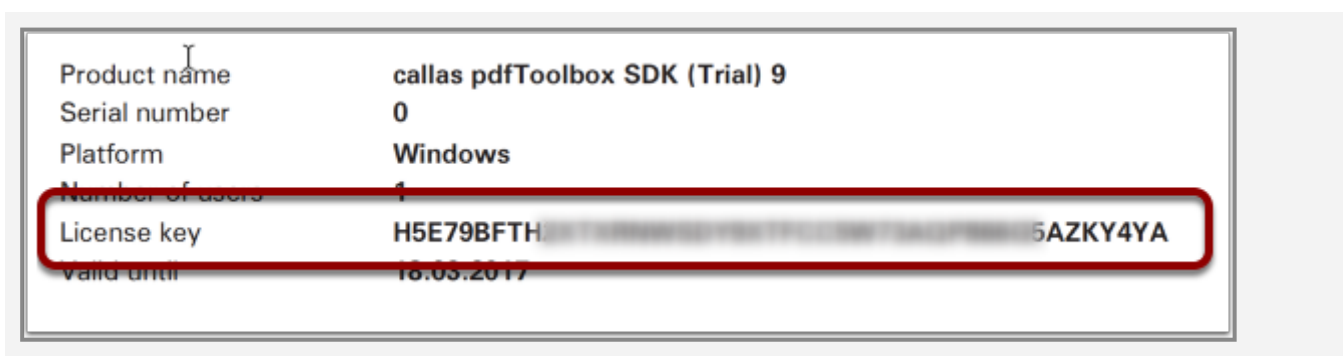 Product name callas pdfToolbox SDK (Trial) 9
Serial number 0
Platform Windows
Number of users 1
License key H5E79BFTH 5AZKY4YA
Valid until 18.03.2017